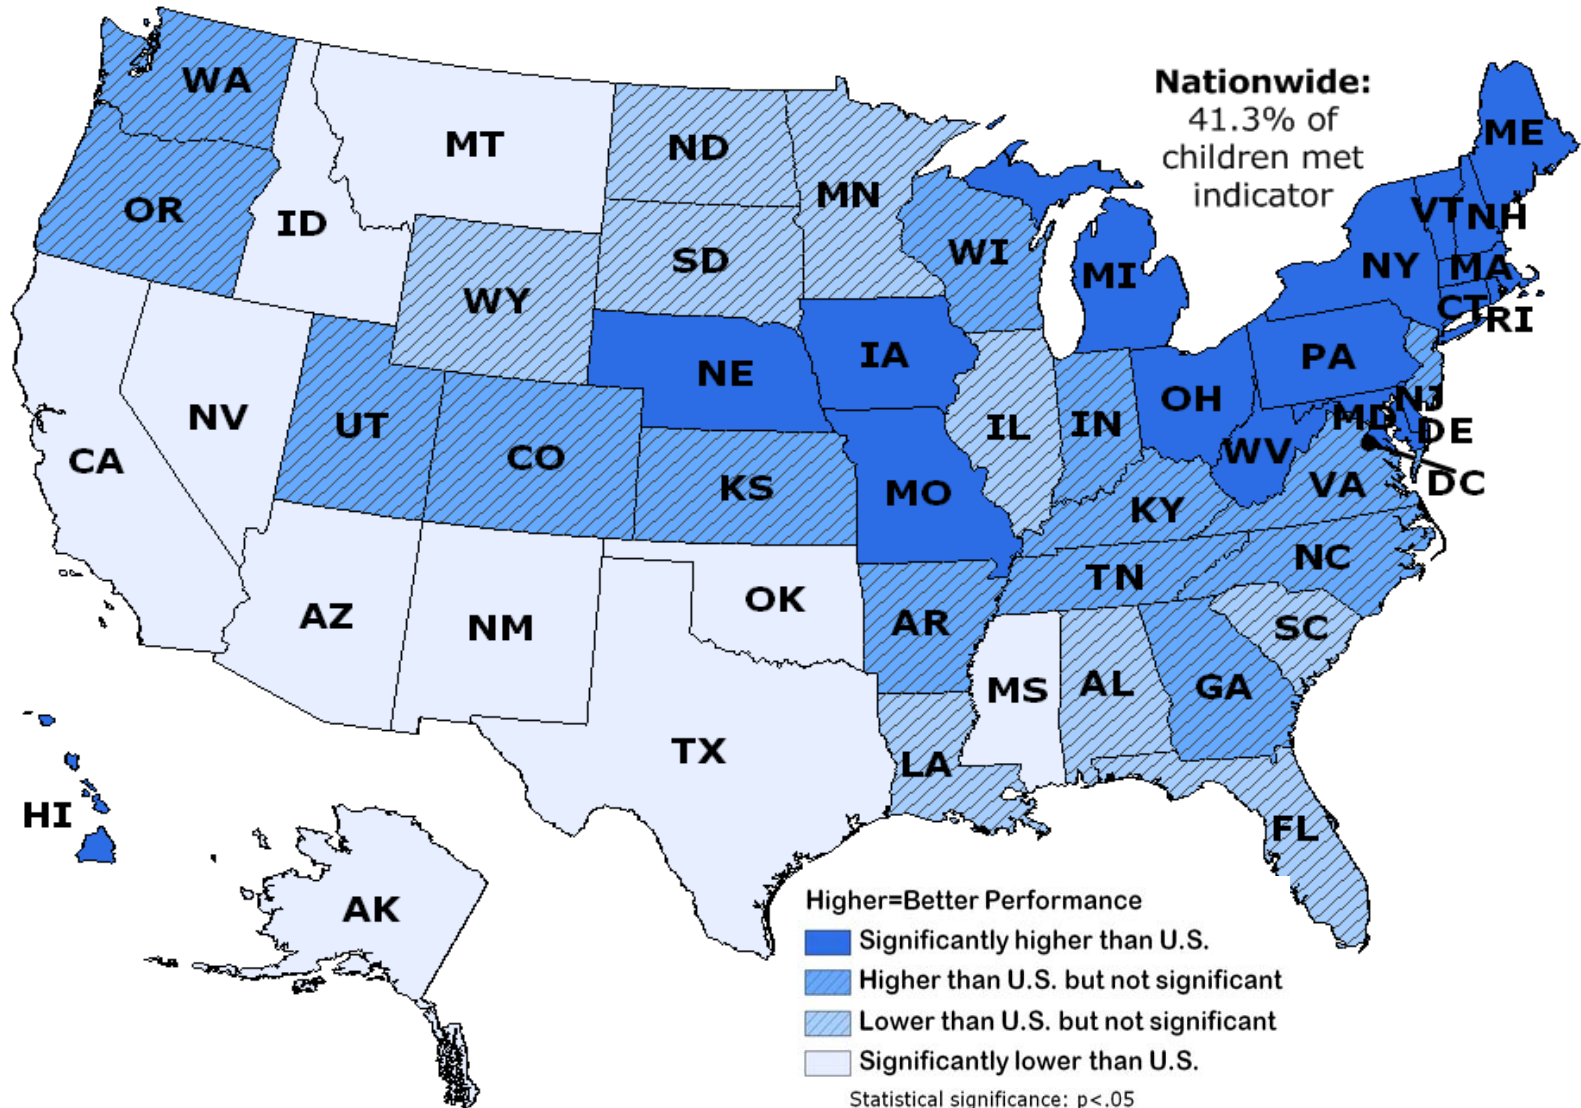 Nationwide:
41.3% of
children met
indicator
WA
MT
ND
MN
ME
OR
ID
SD
WI
VT
NH
MI
NY
MA
WY
CT
RI
NE
IA
PA
NV
UT
CO
IL
IN
OH
NJ
MD
DE
CA
KS
MO
WV
VA
DC
KY
AZ
NM
OK
AR
TN
NC
SC
TX
MS
AL
GA
LA
HI
FL
AK
Higher=Better Performance
Significantly higher than U.S.
Higher than U.S. but not significant
Lower than U.S. but not significant
Significantly lower than U.S.
Statistical significance: p<.05